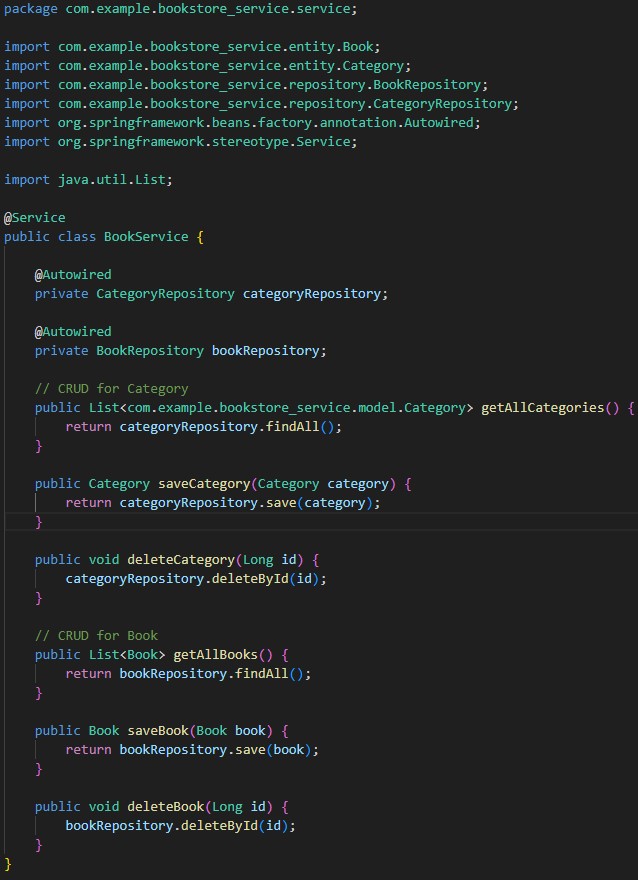 package com.example.bookstore_service.service;

import com.example.bookstore_service.entity.Book;
import com.example.bookstore_service.entity.Category;
import com.example.bookstore_service.repository.BookRepository;
import com.example.bookstore_service.repository.CategoryRepository;
import org.springframework.beans.factory.annotation.Autowired;
import org.springframework.stereotype.Service;

import java.util.List;

@Service
public class BookService {

    @Autowired
    private CategoryRepository categoryRepository;

    @Autowired
    private BookRepository bookRepository;

    // CRUD for Category
    public List<com.example.bookstore_service.model.Category> getAllCategories() {
        return categoryRepository.findAll();
    }

    public Category saveCategory(Category category) {
        return categoryRepository.save(category);
    }

    public void deleteCategory(Long id) {
        categoryRepository.deleteById(id);
    }

    // CRUD for Book
    public List<Book> getAllBooks() {
        return bookRepository.findAll();
    }

    public Book saveBook(Book book) {
        return bookRepository.save(book);
    }

    public void deleteBook(Long id) {
        bookRepository.deleteById(id);
    }
}